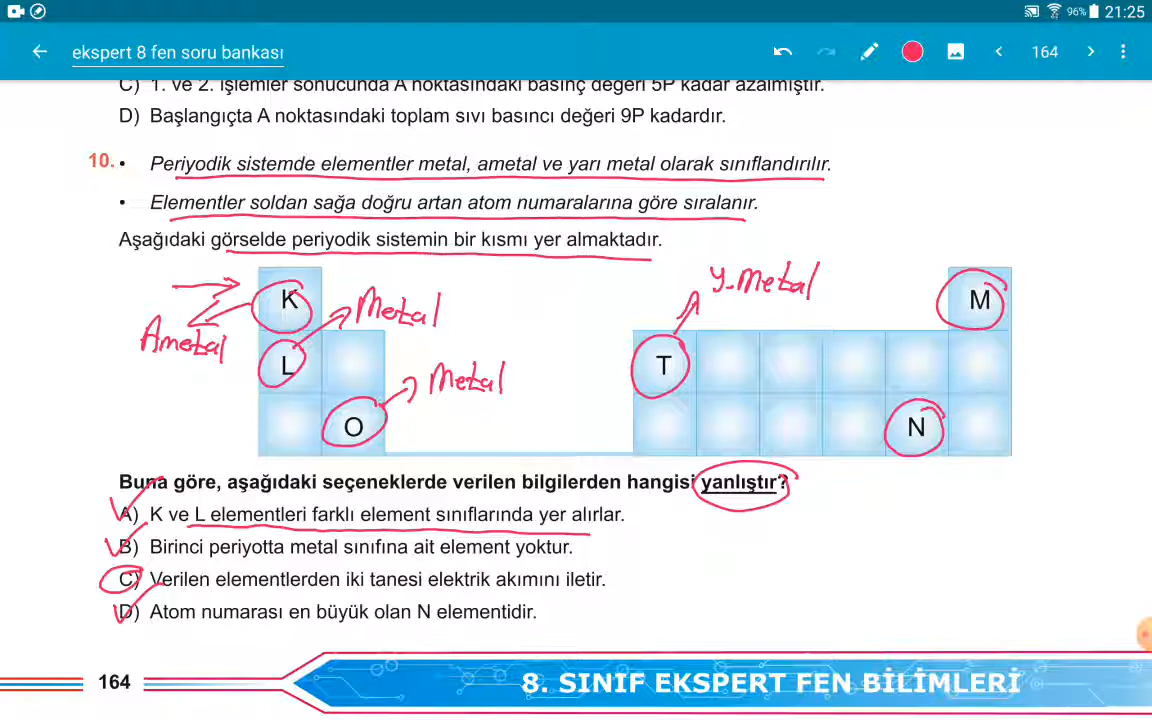 96% 21:25
ekspert 8 fen soru bankası
164
C) 1. ve 2. işlemler sonucunda A noktasındaki basınç değeri 5P kadar azalmıştır.
D) Başlangıçta A noktasındaki toplam sıvı basıncı değeri 9P kadardır.
10. • Periyodik sistemde elementler metal, ametal ve yarı metal olarak sınıflandırılır.
• Elementler soldan sağa doğru artan atom numaralarına göre sıralanır.
Aşağıdaki görselde periyodik sistemin bir kısmı yer almaktadır.
Y.Metal
K
M
Metal
Ametal
L
T
Metal
O
N
Buna göre, aşağıdaki seçeneklerde verilen bilgilerden hangisi yanlıştır?
A) K ve L elementleri farklı element sınıflarında yer alırlar.
B) Birinci periyotta metal sınıfına ait element yoktur.
C) Verilen elementlerden iki tanesi elektrik akımını iletir.
D) Atom numarası en büyük olan N elementidir.
164
8. SINIF EKSPERT FEN BİLİMLERİ